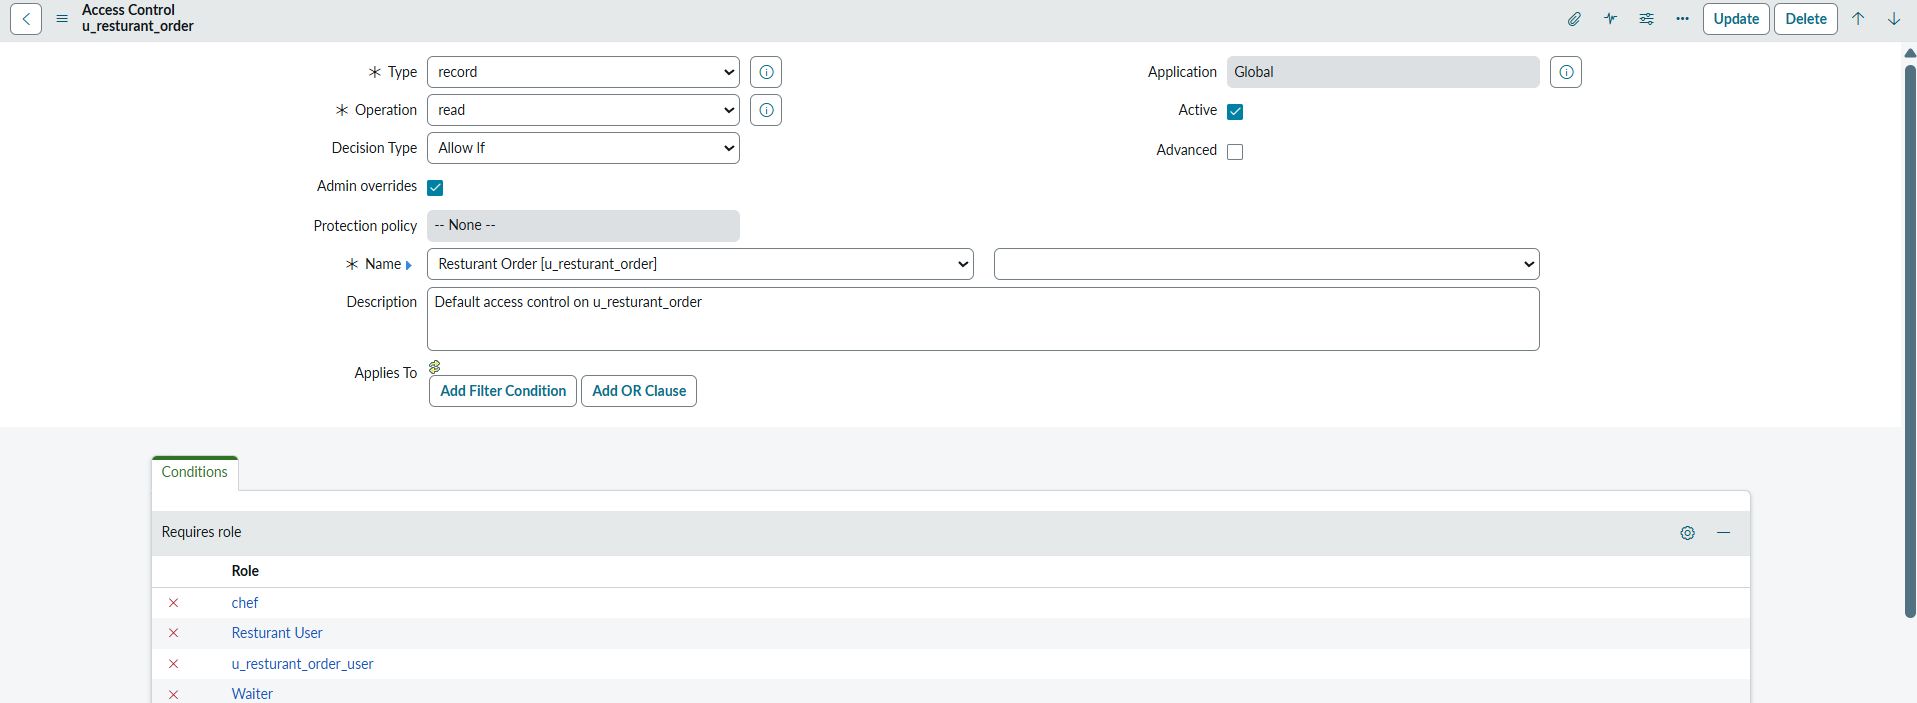 Access Control
u_resturant_order
Update
Delete
Type
record
Application
Global
Operation
read
Active
Decision Type
Allow If
Advanced
Admin overrides
Protection policy
-- None --
Name
Resturant Order [u_resturant_order]
Description
Default access control on u_resturant_order
Applies To
Add Filter Condition
Add OR Clause
Conditions
Requires role
Role
chef
Resturant User
u_resturant_order_user
Waiter